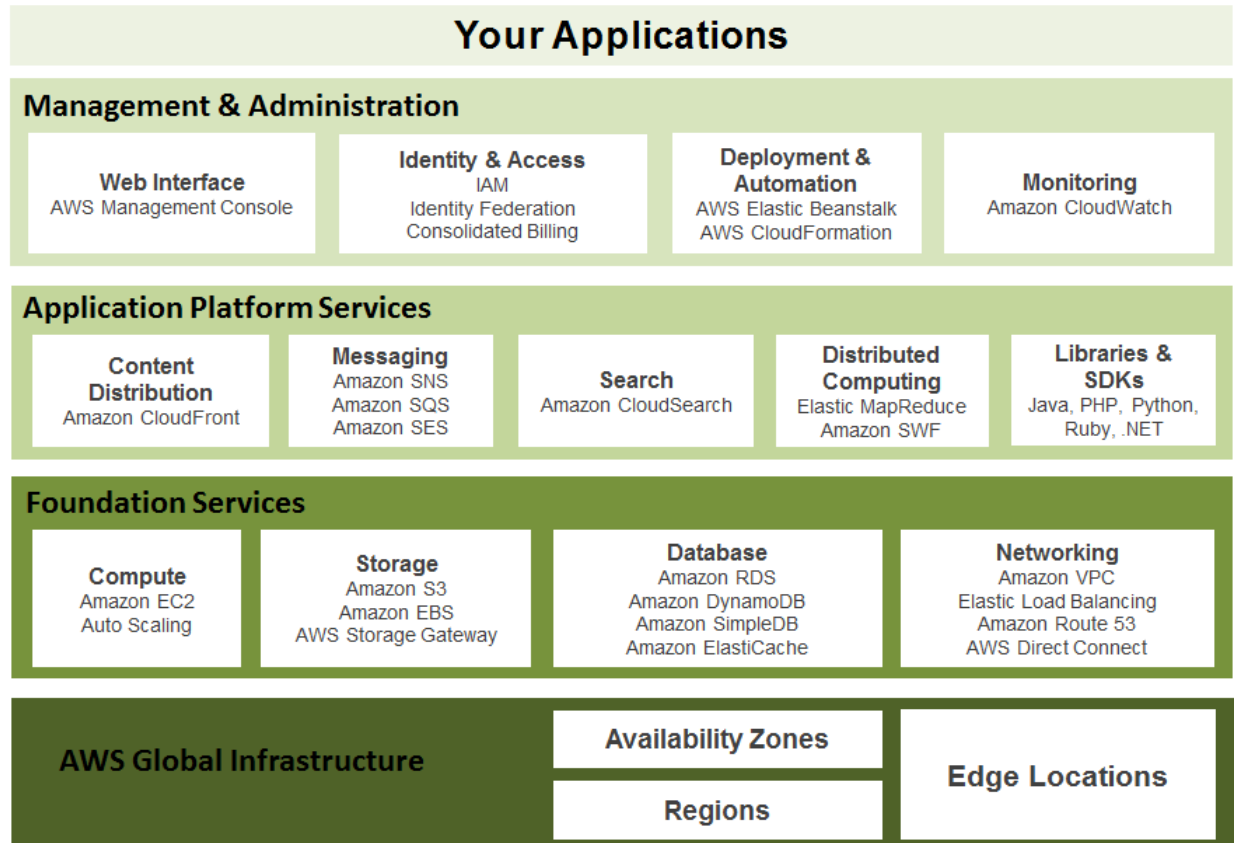 Your Applications
Management & Administration
Web Interface
AWS Management Console
Identity & Access
IAM
Identity Federation
Consolidated Billing
Deployment &
Automation
AWS Elastic Beanstalk
AWS CloudFormation
Monitoring
Amazon CloudWatch
Application Platform Services
Content
Distribution
Amazon CloudFront
Messaging
Amazon SNS
Amazon SQS
Amazon SES
Search
Amazon CloudSearch
Distributed
Computing
Elastic MapReduce
Amazon SWF
Libraries &
SDKs
Java, PHP, Python,
Ruby, .NET
Foundation Services
Compute
Amazon EC2
Auto Scaling
Storage
Amazon S3
Amazon EBS
AWS Storage Gateway
Database
Amazon RDS
Amazon DynamoDB
Amazon SimpleDB
Amazon ElastiCache
Networking
Amazon VPC
Elastic Load Balancing
Amazon Route 53
AWS Direct Connect
AWS Global Infrastructure
Availability Zones
Regions
Edge Locations